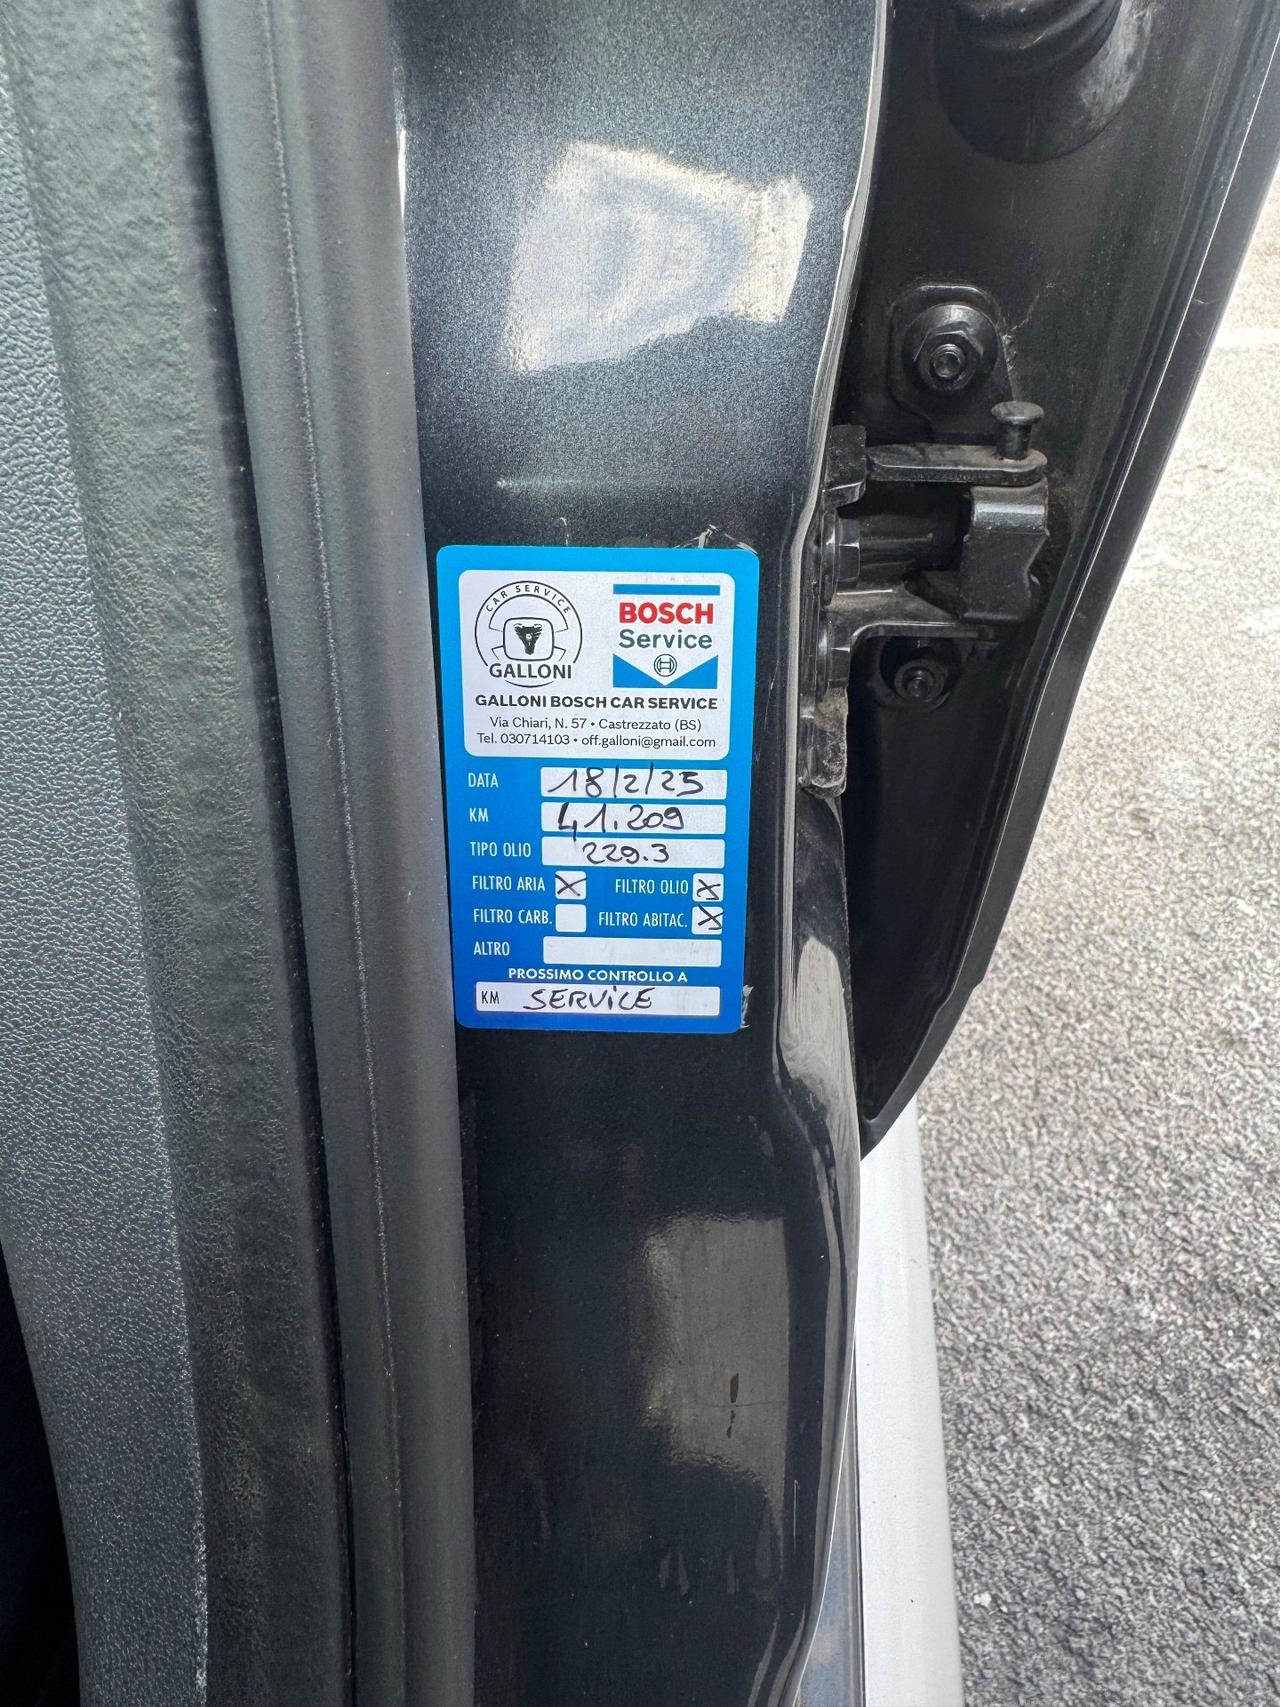 CAR SERVICE
GALLONI
BOSCH
Service
GALLONI BOSCH CAR SERVICE
Via Chiari, N. 57 • Castrezzato (BS)
Tel. 030714103 • off.galloni@gmail.com
DATA 18/2/25
KM 41.209
TIPO OLIO 229.3
FILTRO ARIA X FILTRO OLIO X
FILTRO CARB. FILTRO ABITAC. X
ALTRO
PROSSIMO CONTROLLO A
KM SERVICE